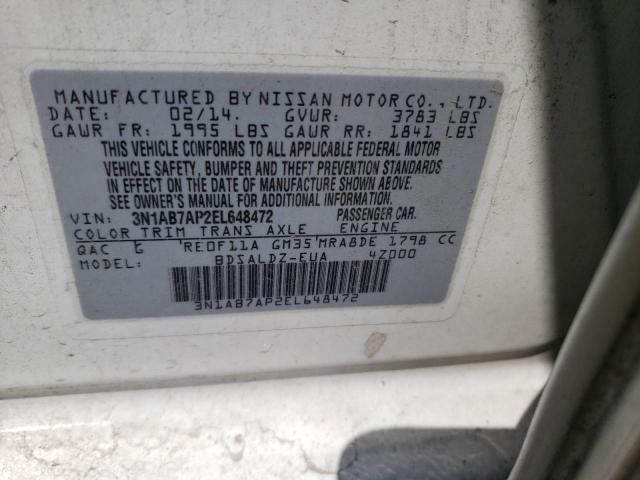 MANUFACTURED BY NISSAN MOTOR CO., LTD.
DATE: 02/14. GVUR: 3783 LBS
GAUR FR: 1995 LBS GAUR RR: 1841 LBS
THIS VEHICLE CONFORMS TO ALL APPLICABLE FEDERAL MOTOR
VEHICLE SAFETY, BUMPER AND THEFT PREVENTION STANDARDS
IN EFFECT ON THE DATE OF MANUFACTURE SHOWN ABOVE.
SEE OWNER'S MANUAL FOR ADDITIONAL INFORMATION.
VIN: 3N1AB7AP2EL648472 PASSENGER CAR.
COLOR TRIM TRANS AXLE ENGINE
QAC G RE0F11A GM35 MRA8DE 1798 CC
MODEL: BDSALDZ-EUA 4Z000
3N1AB7AP2EL648472